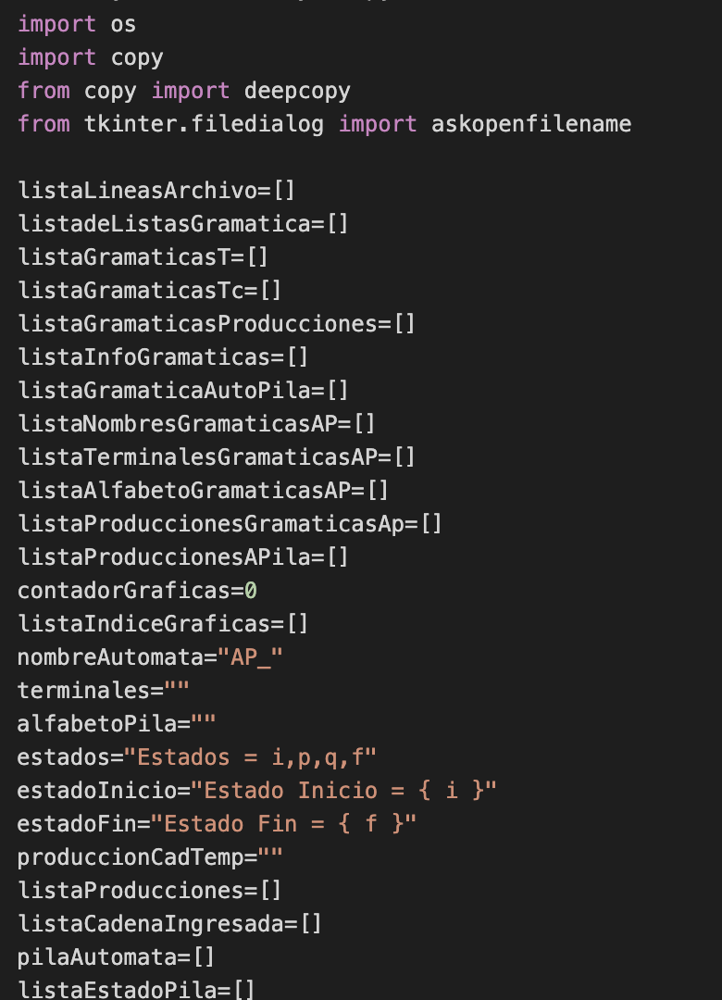 import os
import copy
from copy import deepcopy
from tkinter.filedialog import askopenfilename
listaLineasArchivo=[]
listadeListasGramatica=[]
listaGramaticasT=[]
listaGramaticasTc=[]
listaGramaticasProducciones=[]
listaInfoGramaticas=[]
listaGramaticaAutoPila=[]
listaNombresGramaticasAP=[]
listaTerminalesGramaticasAP=[]
listaAlfabetoGramaticasAP=[]
listaProduccionesGramaticasAp=[]
listaProduccionesAPila=[]
contadorGraficas=0
listaIndiceGraficas=[]
nombreAutomata="AP_"
terminales=""
alfabetoPila=""
estados="Estados = i,p,q,f"
estadoInicio="Estado Inicio = { i }"
estadoFin="Estado Fin = { f }"
produccionCadTemp=""
listaProducciones=[]
listaCadenaIngresada=[]
pilaAutomata=[]
listaEstadoPila=[]